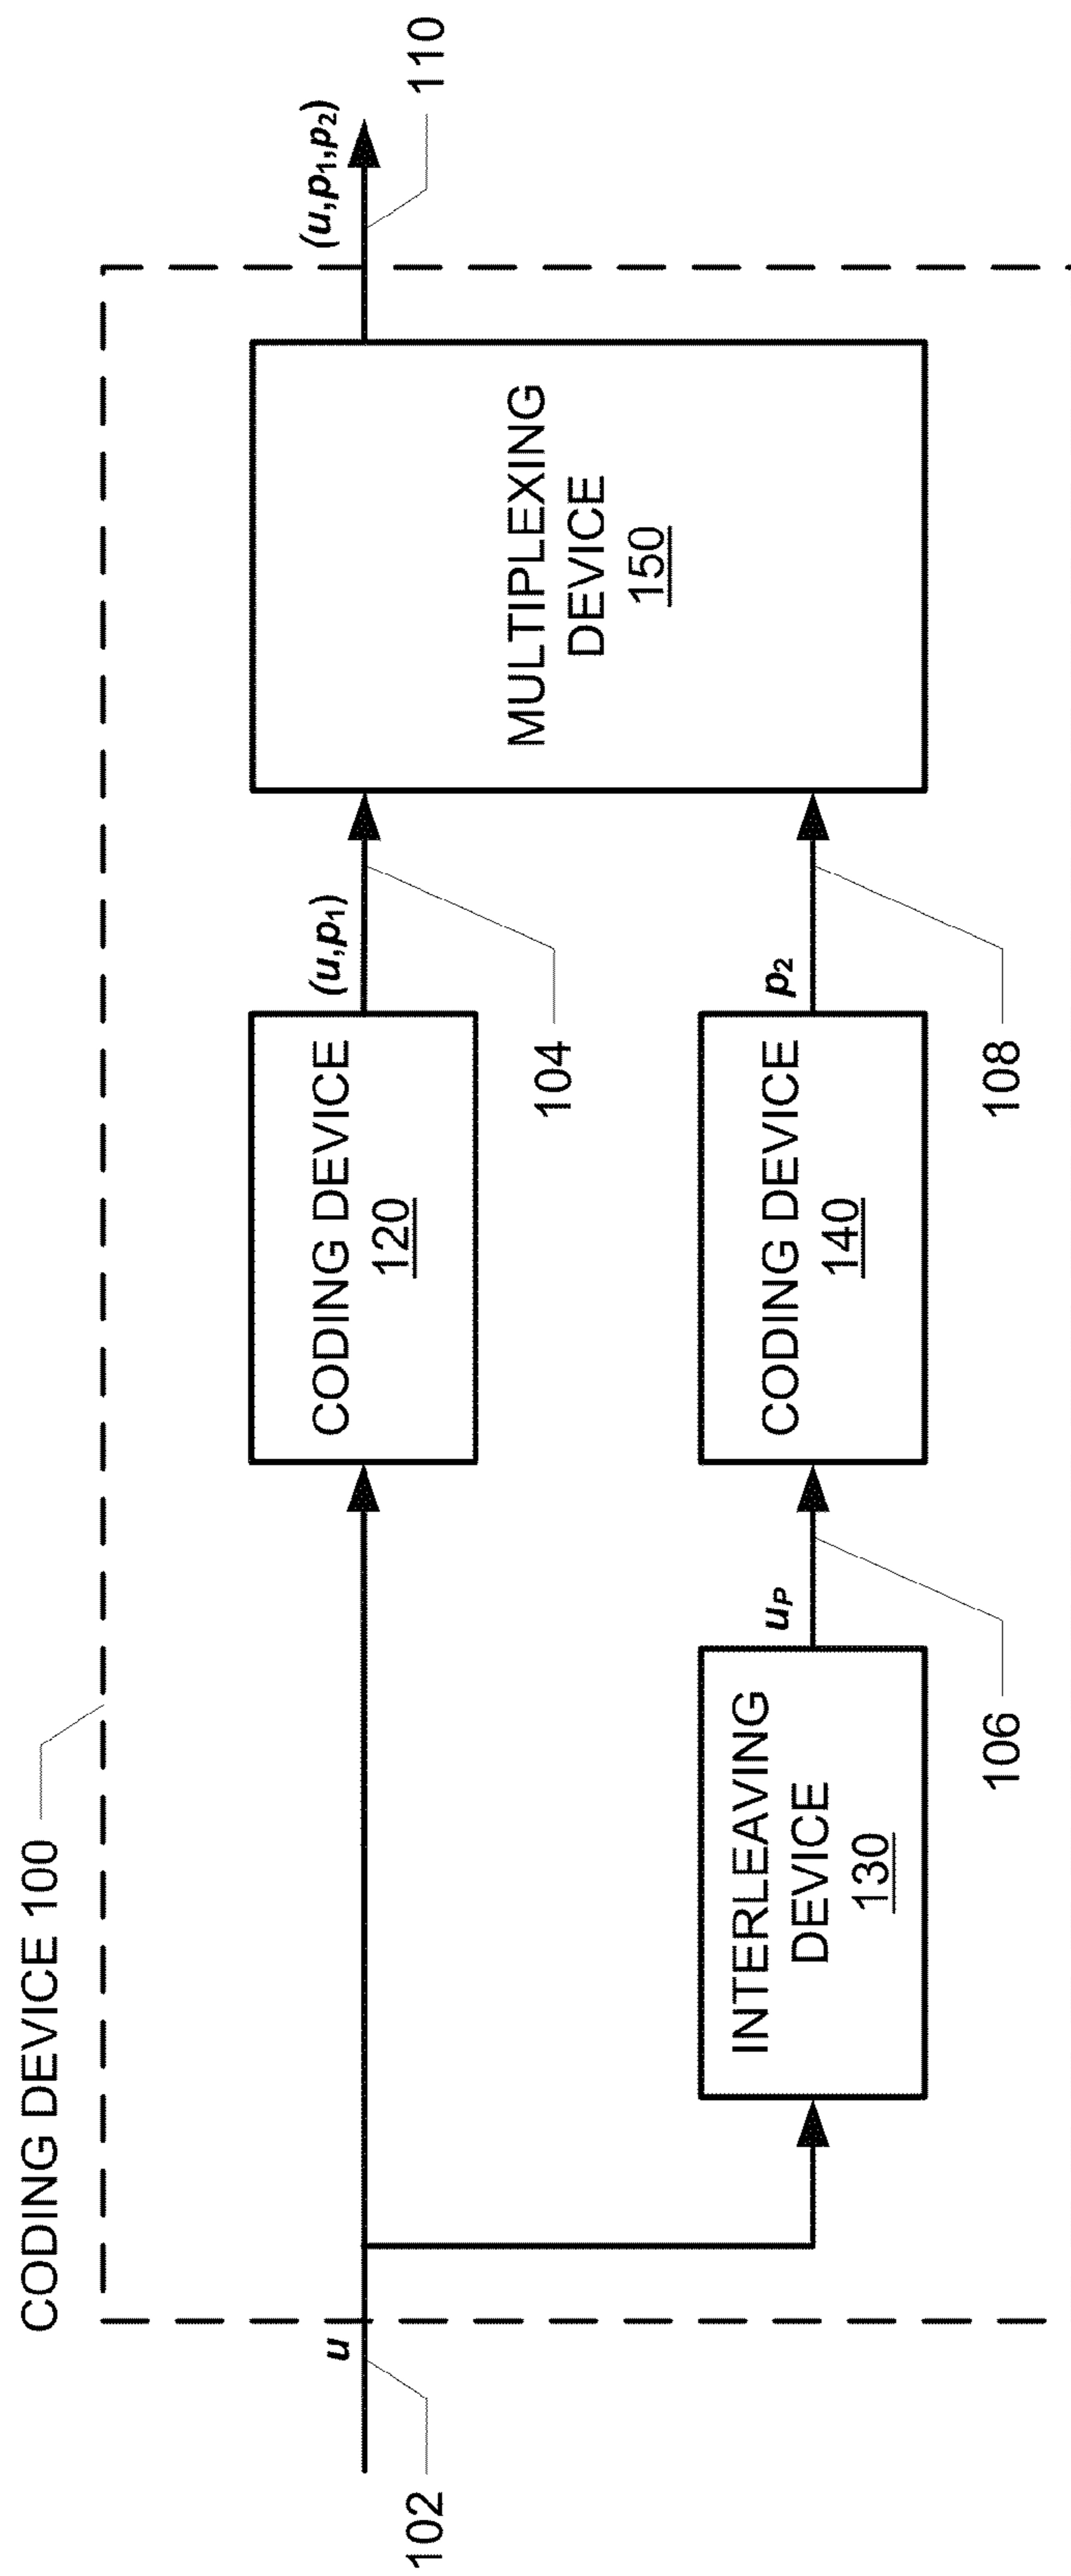 CODING DEVICE 100
u
102
CODING DEVICE
120
(u,p₁)
104
INTERLEAVING
DEVICE
130
uₚ
106
CODING DEVICE
140
p₂
108
MULTIPLEXING
DEVICE
150
(u,p₁,p₂)
110